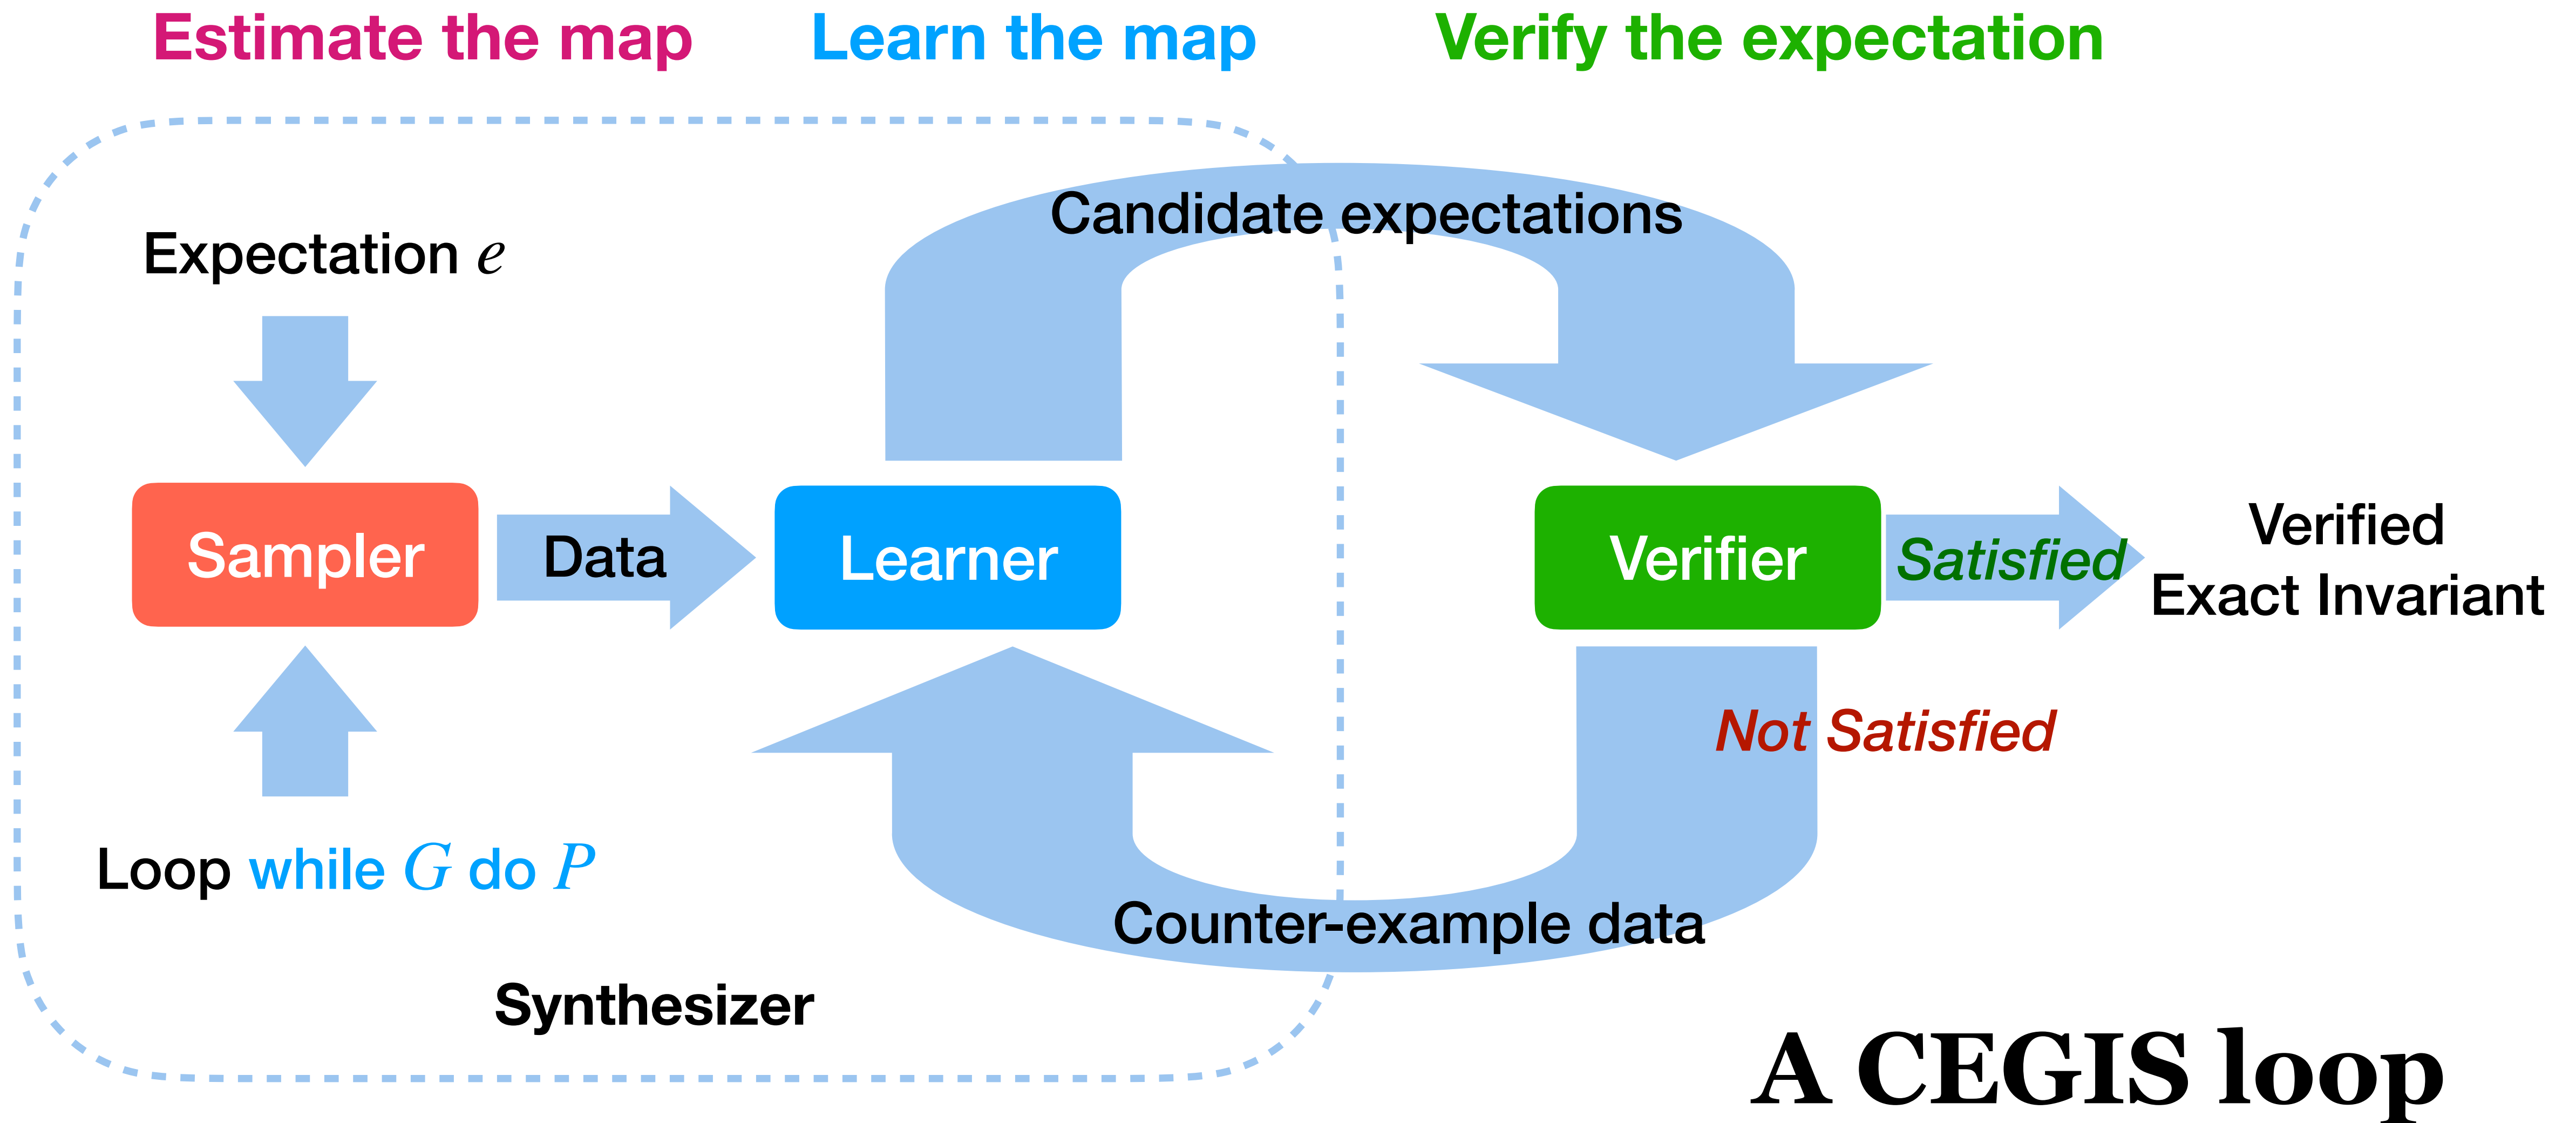 Estimate the map
Learn the map
Verify the expectation
Candidate expectations
Expectation e
Sampler
Data
Learner
Verifier
Satisfied
Verified
Exact Invariant
Not Satisfied
Loop while G do P
Counter-example data
Synthesizer
A CEGIS loop